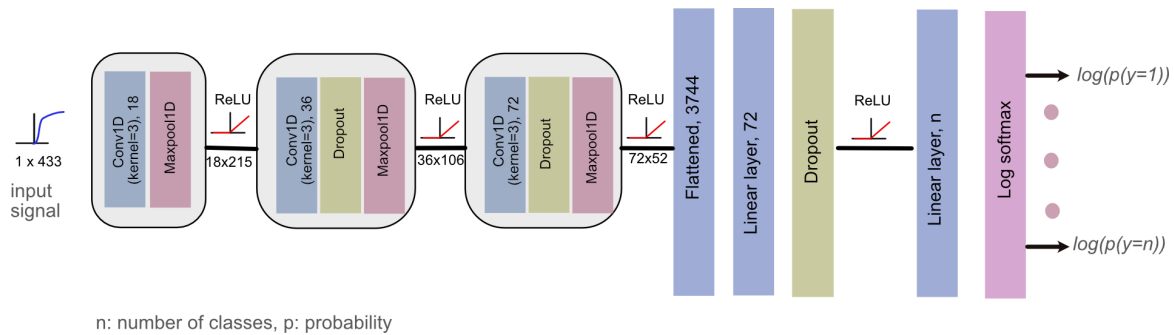 1 x 433
input
signal
Conv1D
(kernel=3), 18
Maxpool1D
ReLU
18x215
Conv1D
(kernel=3), 36
Dropout
Maxpool1D
ReLU
36x106
Conv1D
(kernel=3), 72
Dropout
Maxpool1D
ReLU
72x52
Flattened, 3744
Linear layer, 72
Dropout
ReLU
Linear layer, n
Log softmax
log(p(y=1))
log(p(y=n))
n: number of classes, p: probability